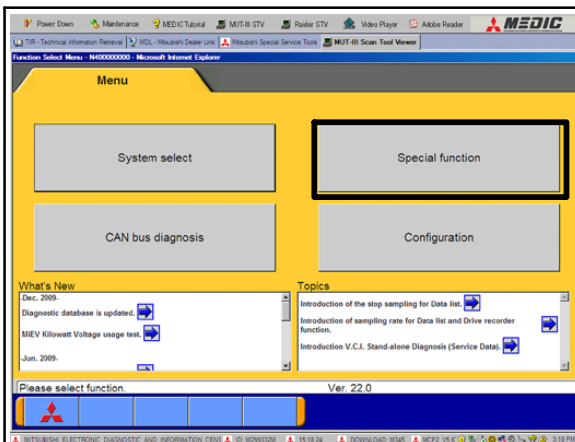 Power Down Maintenance MEDIC Tutorial MUT-III STV Raider STV Video Player Adobe Reader MEDIC
TIR - Technical Information Retrieval MDL - Mitsubishi Dealer Link Mitsubishi Special Service Tools MUT-III Scan Tool Viewer
Function Select Menu - N400000000 - Microsoft Internet Explorer
Menu
System select
Special function
CAN bus diagnosis
Configuration
What's New
-Dec. 2009-
Diagnostic database is updated.
MiEV Kilowatt Voltage usage test.
-Jun. 2009-
Topics
Introduction of the stop sampling for Data list.
Introduction of sampling rate for Data list and Drive recorder
function.
Introduction V.C.I. Stand-alone Diagnosis (Service Data).
Please select function.
Ver. 22.0
MITSUBISHI ELECTRONIC DIAGNOSTIC AND INFORMATION CENT 15:18:24 DOWNLOAD: M345